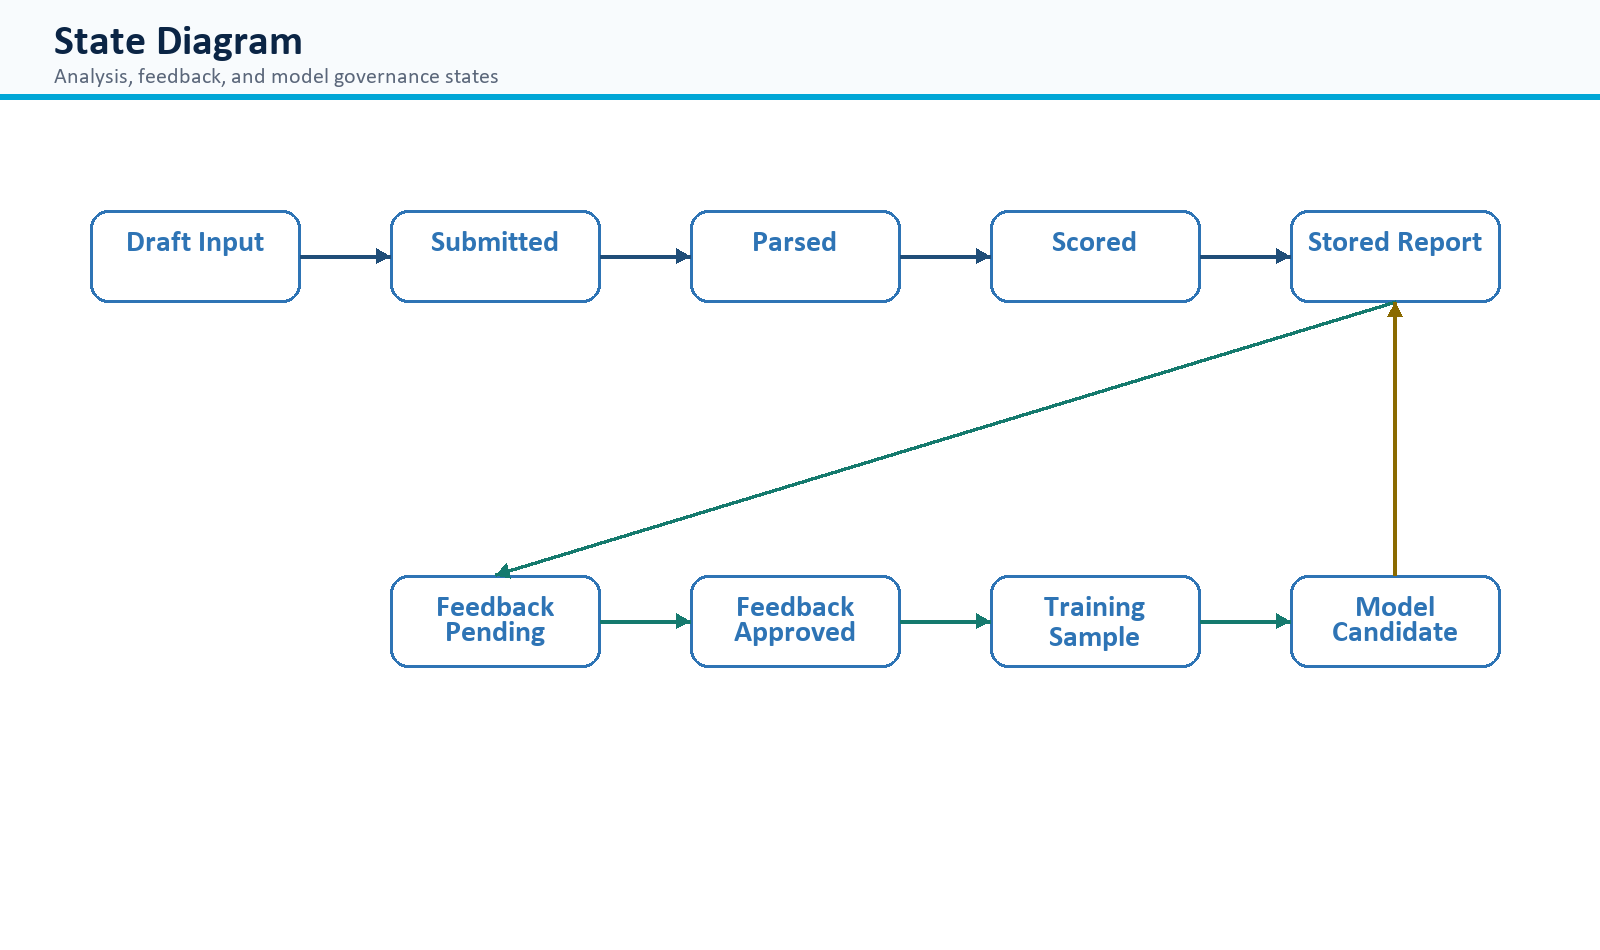 State Diagram
Analysis, feedback, and model governance states
Draft Input
Submitted
Parsed
Scored
Stored Report
Feedback
Pending
Feedback
Approved
Training
Sample
Model
Candidate